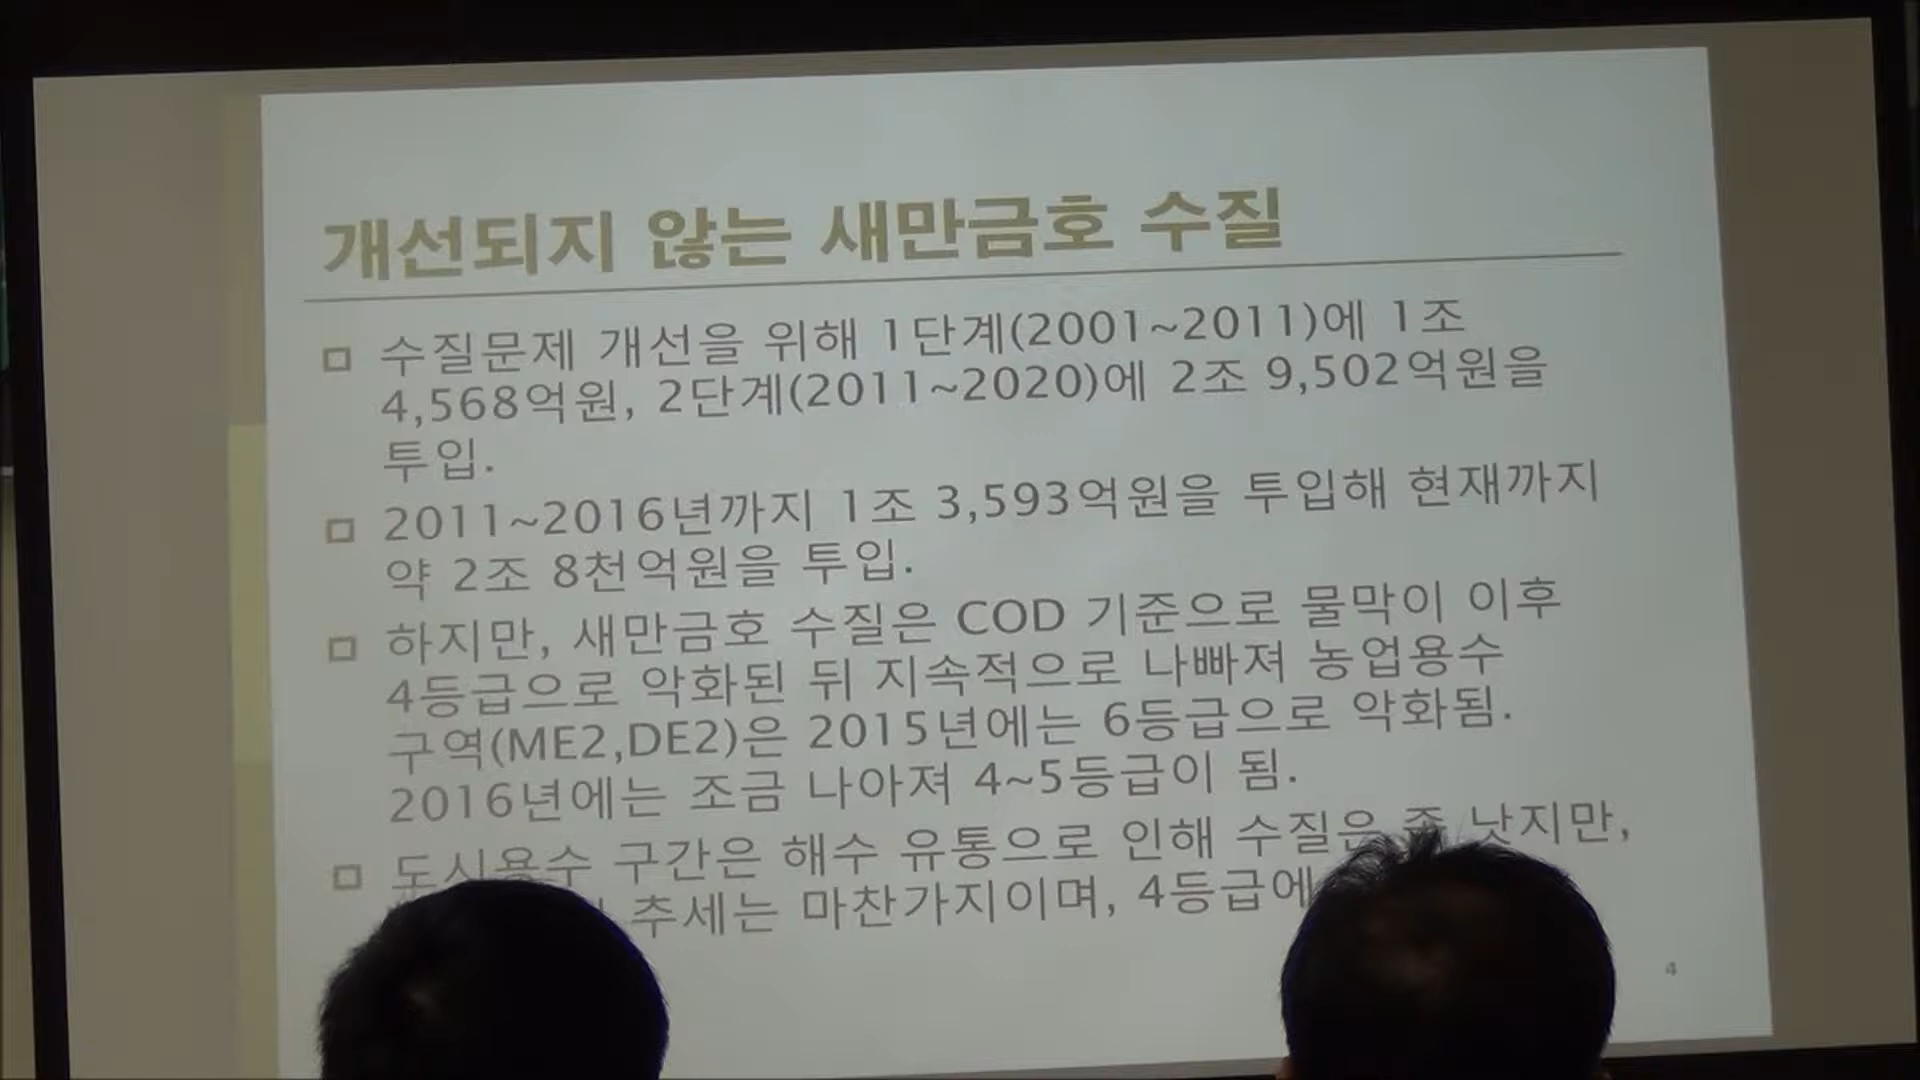 개선되지 않는 새만금호 수질
수질문제 개선을 위해 1단계(2001~2011)에 1조
4,568억원, 2단계(2011~2020)에 2조 9,502억원을
투입.
2011~2016년까지 1조 3,593억원을 투입해 현재까지
약 2조 8천억원을 투입.
하지만, 새만금호 수질은 COD 기준으로 물막이 이후
4등급으로 악화된 뒤 지속적으로 나빠져 농업용수
구역(ME2,DE2)은 2015년에는 6등급으로 악화됨.
2016년에는 조금 나아져 4~5등급이 됨.
도시용수 구간은 해수 유통으로 인해 수질은 낫지만,
추세는 마찬가지이며, 4등급에
4